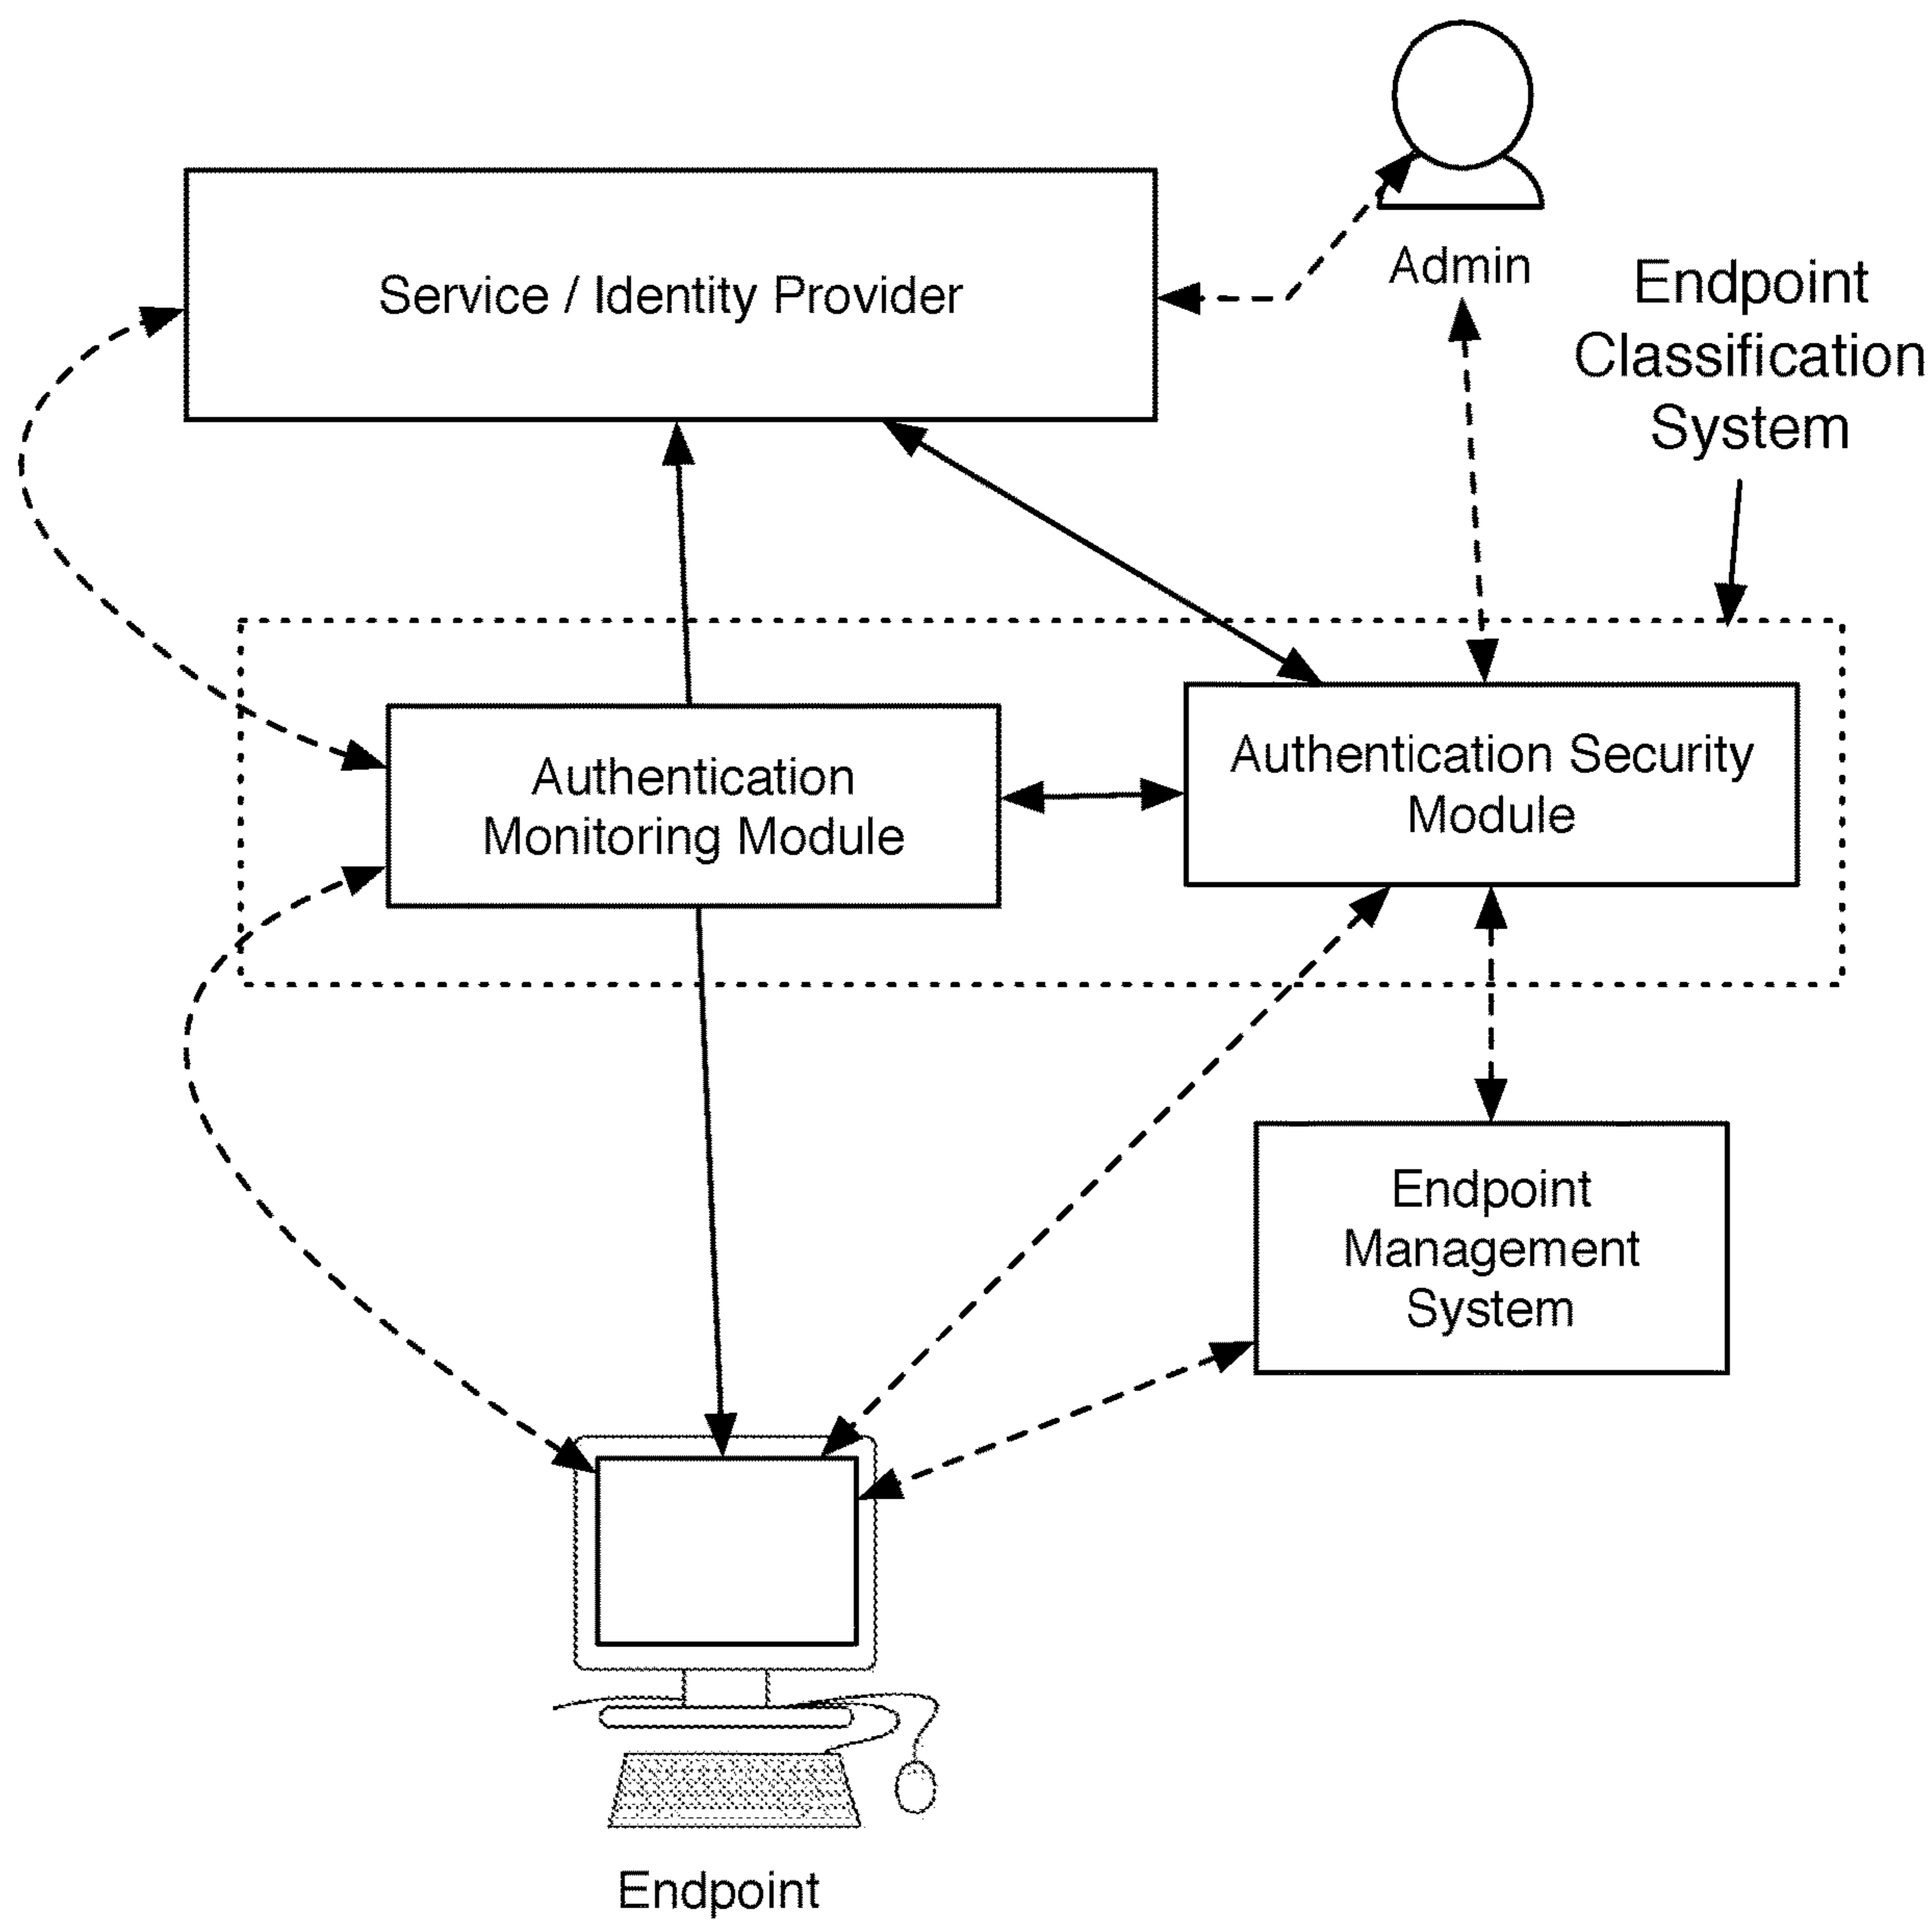 Service / Identity Provider
Admin
Endpoint
Classification
System
Authentication
Monitoring Module
Authentication Security
Module
Endpoint
Management
System
Endpoint